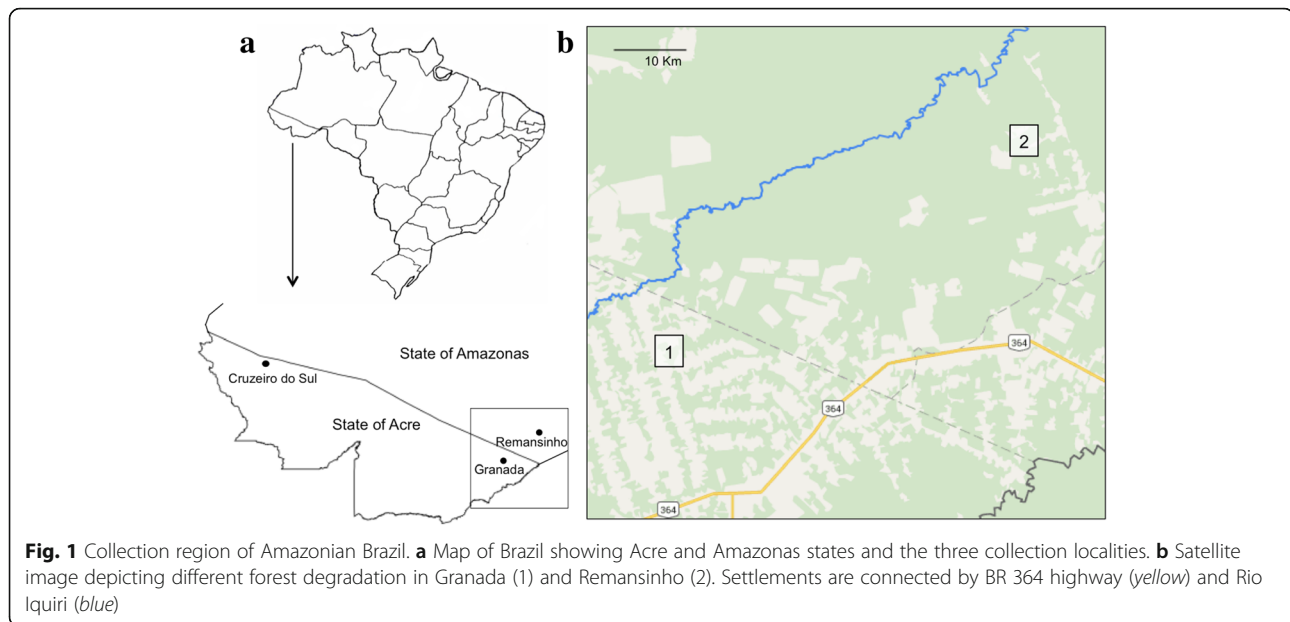 a
b
10 Km
2
1
364
364
364
State of Amazonas
Cruzeiro do Sul
State of Acre
Remansinho
Granada
Fig. 1 Collection region of Amazonian Brazil. a Map of Brazil showing Acre and Amazonas states and the three collection localities. b Satellite
image depicting different forest degradation in Granada (1) and Remansinho (2). Settlements are connected by BR 364 highway (yellow) and Rio
Iquiri (blue)